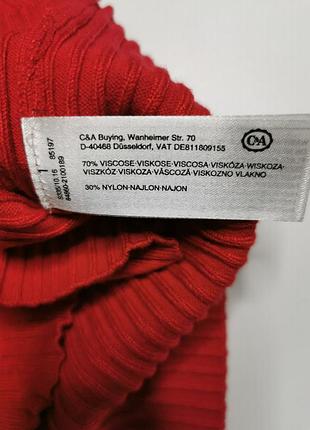 C&A Buying, Wanheimer Str. 70
D-40468 Düsseldorf, VAT DE811809155
C&A
70% VISCOSE·VISKOSE·VISCOSA·VISKÓZA·WISKOZA·
VISZKÓZ·VISKOZA·VÂSCOZĂ·VISKOZNO VLAKNO
30% NYLON·NAJLON·NAJON
1 85197